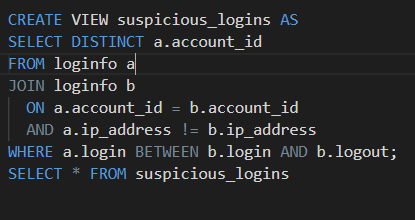 CREATE VIEW suspicious_logins AS
SELECT DISTINCT a.account_id
FROM loginfo a
JOIN loginfo b
ON a.account_id = b.account_id
AND a.ip_address != b.ip_address
WHERE a.login BETWEEN b.login AND b.logout;
SELECT * FROM suspicious_logins